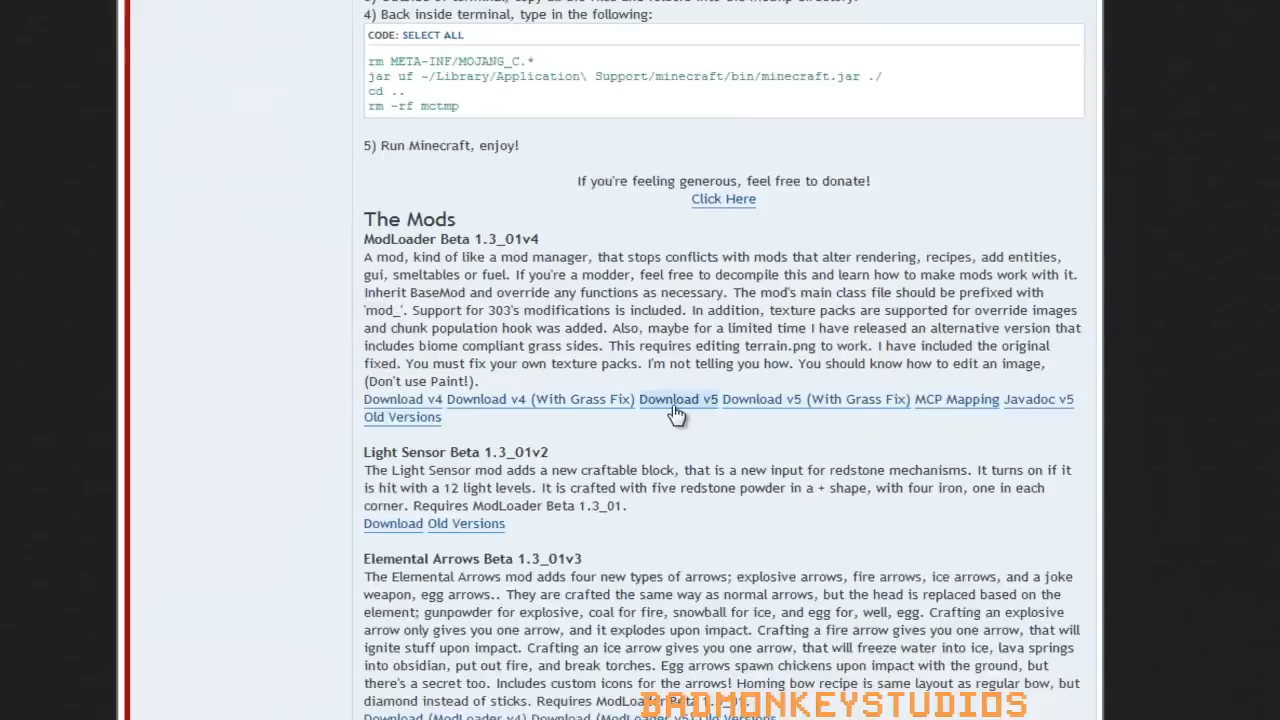 4) Back inside terminal, type in the following:
CODE: SELECT ALL
rm META-INF/MOJANG_C.*
jar uf ~/Library/Application\ Support/minecraft/bin/minecraft.jar ./
cd ..
rm -rf mctmp
5) Run Minecraft, enjoy!
If you're feeling generous, feel free to donate!
Click Here
The Mods
ModLoader Beta 1.3_01v4
A mod, kind of like a mod manager, that stops conflicts with mods that alter rendering, recipes, add entities,
gui, smeltables or fuel. If you're a modder, feel free to decompile this and learn how to make mods work with it.
Inherit BaseMod and override any functions as necessary. The mod's main class file should be prefixed with
'mod_'. Support for 303's modifications is included. In addition, texture packs are supported for override images
and chunk population hook was added. Also, maybe for a limited time I have released an alternative version that
includes biome compliant grass sides. This requires editing terrain.png to work. I have included the original
fixed. You must fix your own texture packs. I'm not telling you how. You should know how to edit an image,
(Don't use Paint!).
Download v4 Download v4 (With Grass Fix) Download v5 Download v5 (With Grass Fix) MCP Mapping Javadoc v5
Old Versions
Light Sensor Beta 1.3_01v2
The Light Sensor mod adds a new craftable block, that is a new input for redstone mechanisms. It turns on if it
is hit with a 12 light levels. It is crafted with five redstone powder in a + shape, with four iron, one in each
corner. Requires ModLoader Beta 1.3_01.
Download Old Versions
Elemental Arrows Beta 1.3_01v3
The Elemental Arrows mod adds four new types of arrows; explosive arrows, fire arrows, ice arrows, and a joke
weapon, egg arrows.. They are crafted the same way as normal arrows, but the head is replaced based on the
element; gunpowder for explosive, coal for fire, snowball for ice, and egg for, well, egg. Crafting an explosive
arrow only gives you one arrow, and it explodes upon impact. Crafting a fire arrow gives you one arrow, that will
ignite stuff upon impact. Crafting an ice arrow gives you one arrow, that will freeze water into ice, lava springs
into obsidian, put out fire, and break torches. Egg arrows spawn chickens upon impact with the ground, but
there's a secret too. Includes custom icons for the arrows! Homing bow recipe is same layout as regular bow, but
diamond instead of sticks. Requires ModLoader Beta 1.3_01.
BADMONKEYSTUDIOS
Download (ModLoader v4) Download (ModLoader v5) Old Versions